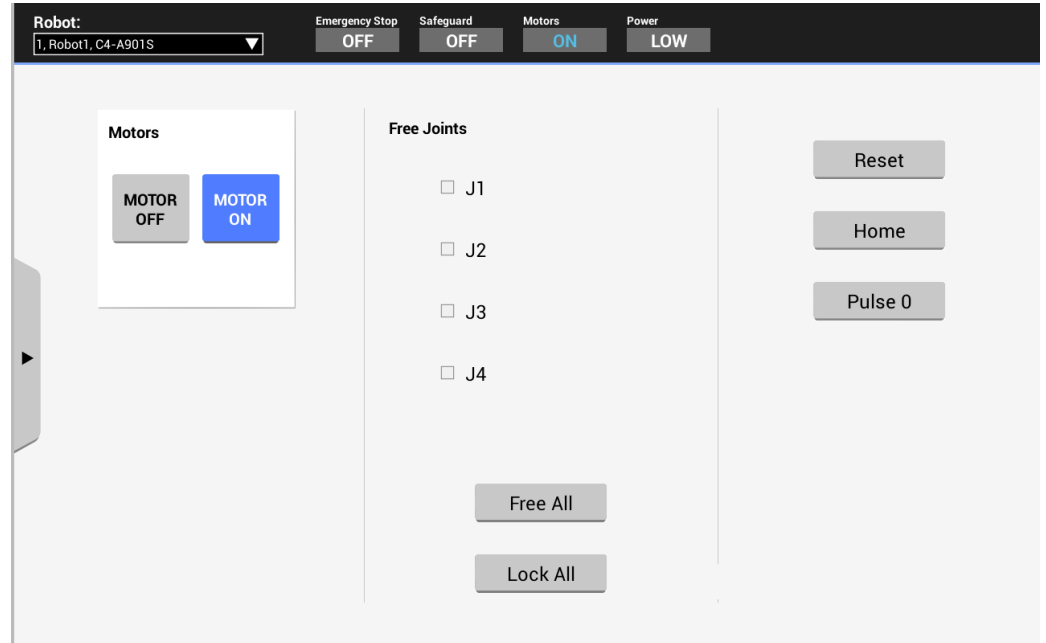 Robot:
1, Robot1, C4-A901S
Emergency Stop
OFF
Safeguard
OFF
Motors
ON
Power
LOW
Motors
MOTOR
OFF
MOTOR
ON
Free Joints
J1
J2
J3
J4
Free All
Lock All
Reset
Home
Pulse 0